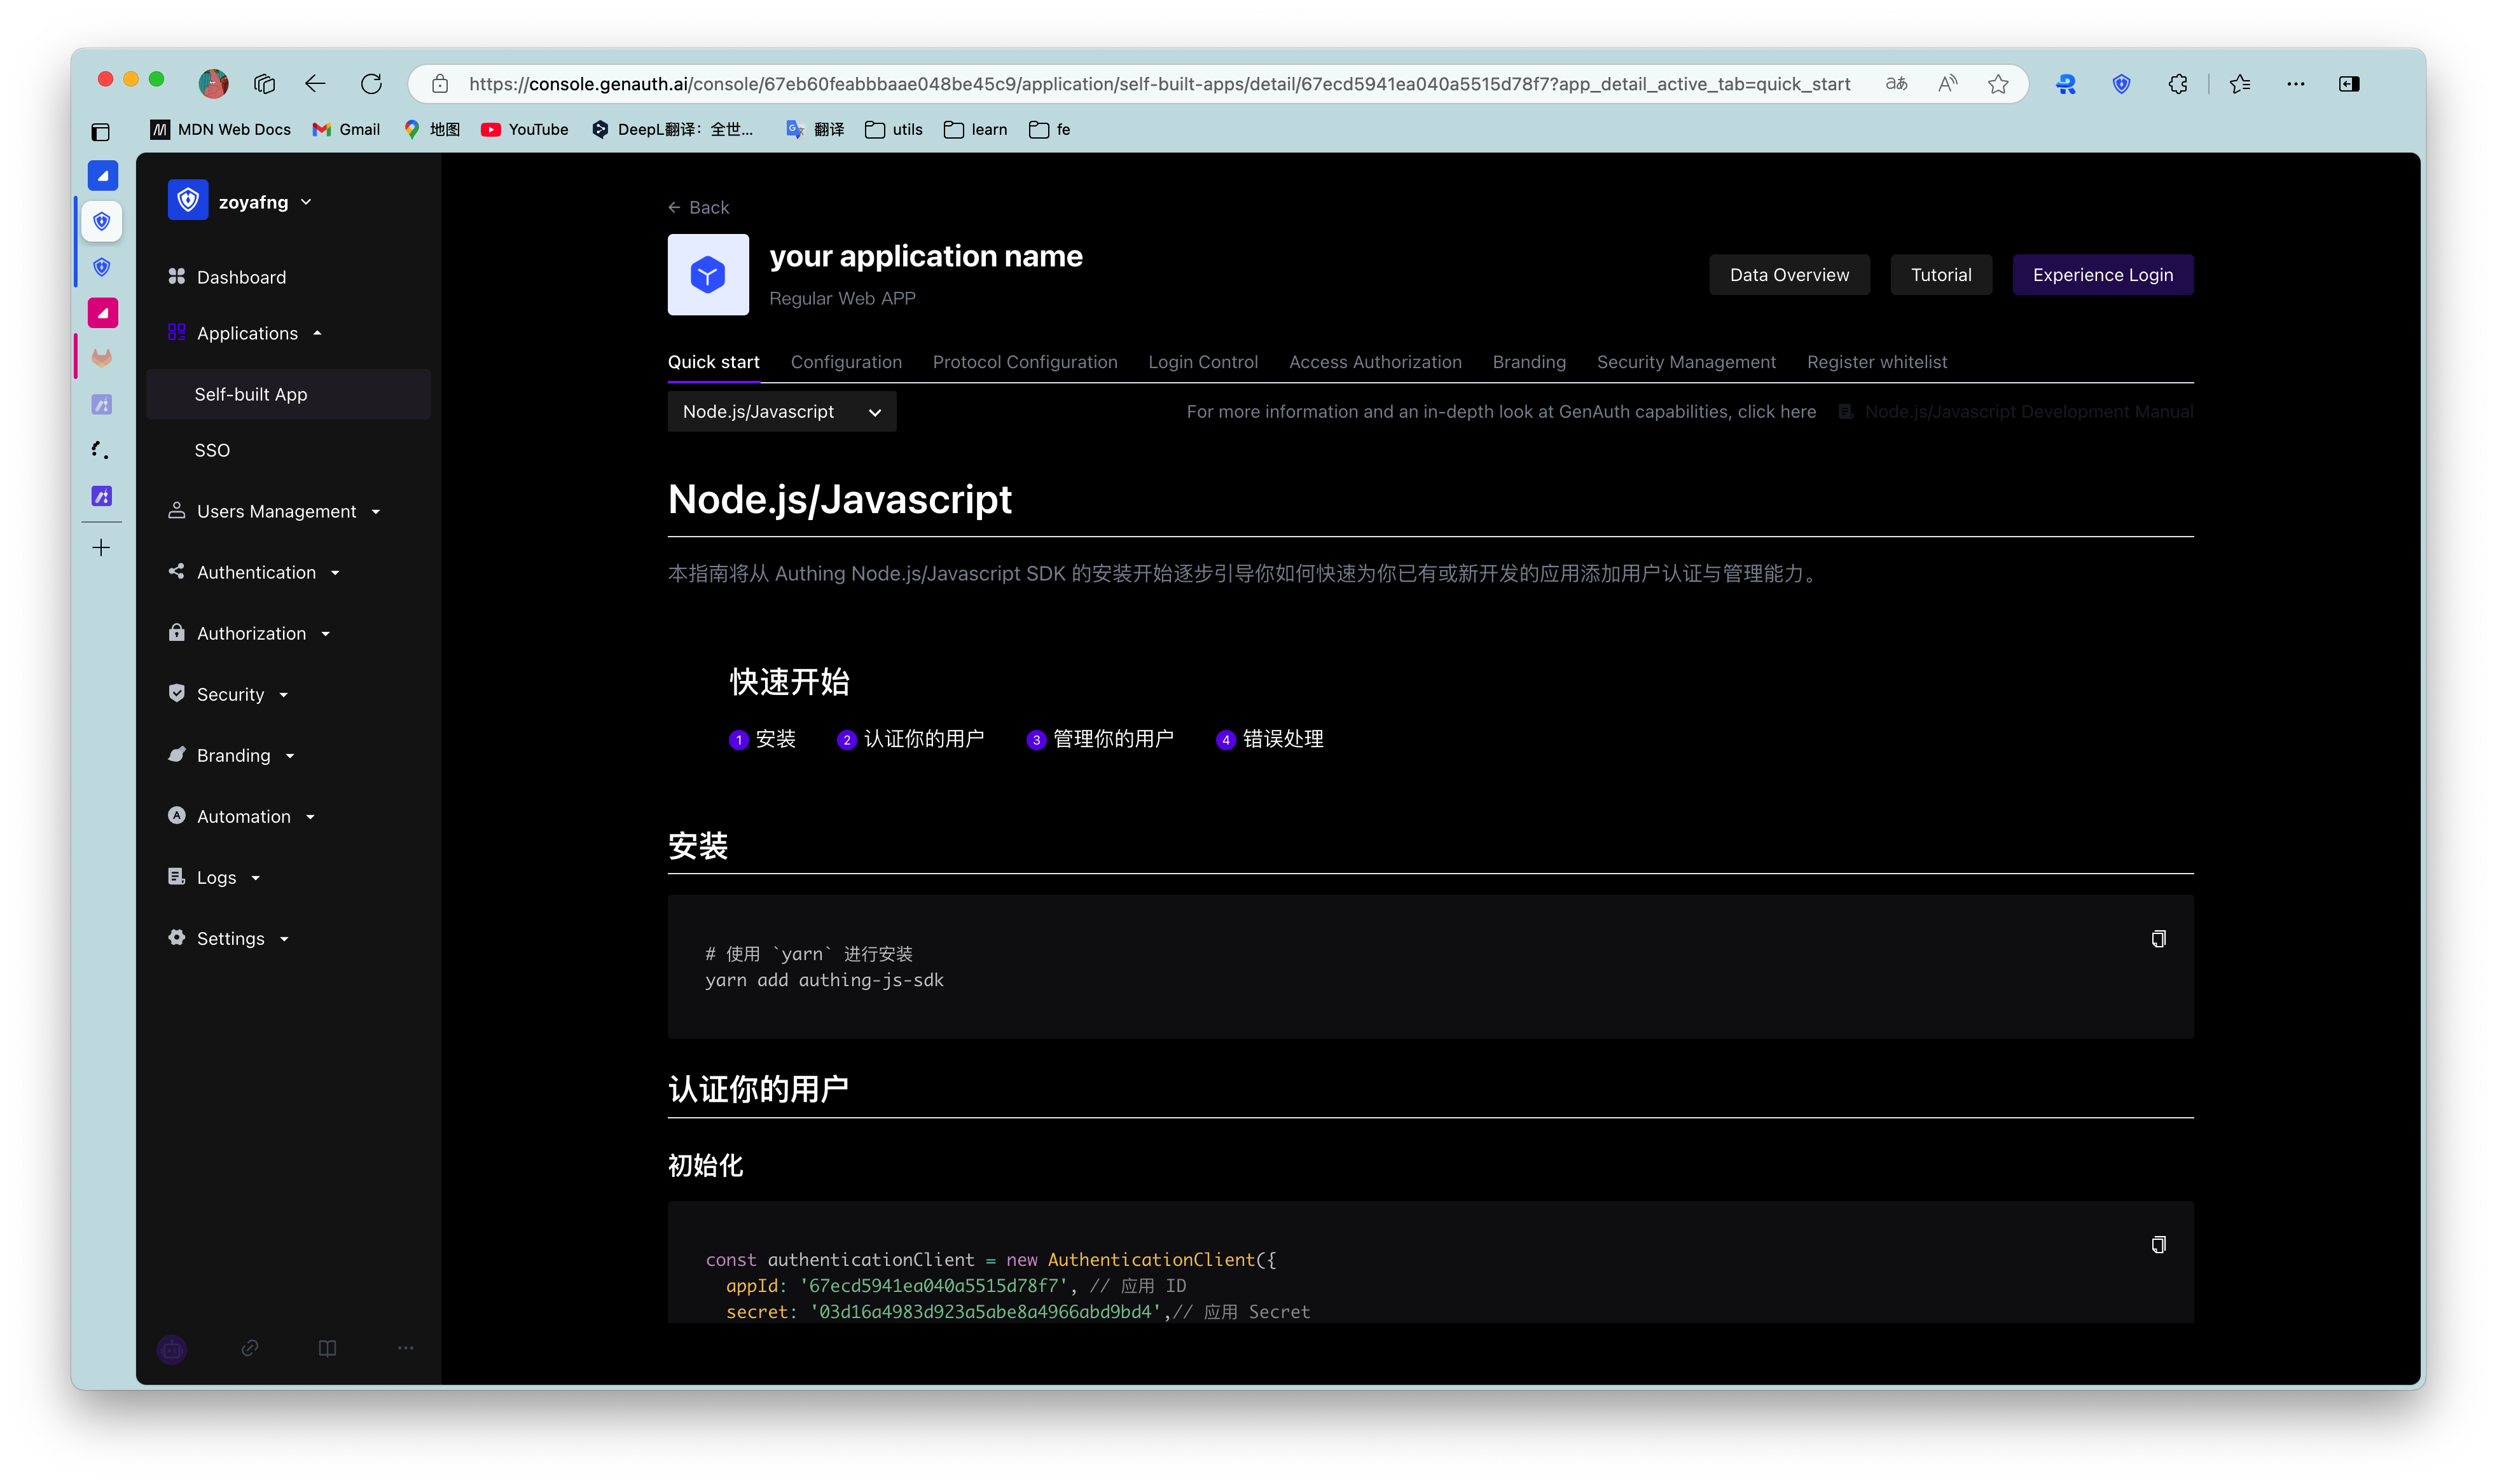 https://console.genauth.ai/console/67eb60feabbbaae048be45c9/application/self-built-apps/detail/67ecd5941ea040a5515d78f7?app_detail_active_tab=quick_start
MDN Web Docs
Gmail
地图
YouTube
DeepL翻译：全世...
翻译
utils
learn
fe
zoyafng
Dashboard
Applications
Self-built App
SSO
Users Management
Authentication
Authorization
Security
Branding
Automation
Logs
Settings
Back
your application name
Regular Web APP
Data Overview
Tutorial
Experience Login
Quick start
Configuration
Protocol Configuration
Login Control
Access Authorization
Branding
Security Management
Register whitelist
Node.js/Javascript
For more information and an in-depth look at GenAuth capabilities, click here
Node.js/Javascript Development Manual
Node.js/Javascript
本指南将从 Authing Node.js/Javascript SDK 的安装开始逐步引导你如何快速为你已有或新开发的应用添加用户认证与管理能力。
快速开始
1 安装
2 认证你的用户
3 管理你的用户
4 错误处理
安装
# 使用 `yarn` 进行安装
yarn add authing-js-sdk
认证你的用户
初始化
const authenticationClient = new AuthenticationClient({
appId: '67ecd5941ea040a5515d78f7', // 应用 ID
secret: '03d16a4983d923a5abe8a4966abd9bd4',// 应用 Secret